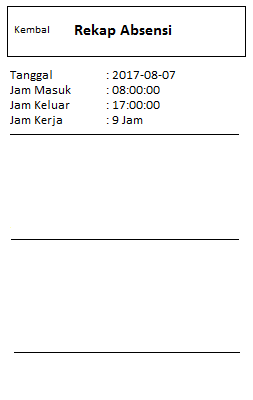 Kembal Rekap Absensi
Tanggal : 2017-08-07
Jam Masuk : 08:00:00
Jam Keluar : 17:00:00
Jam Kerja : 9 Jam